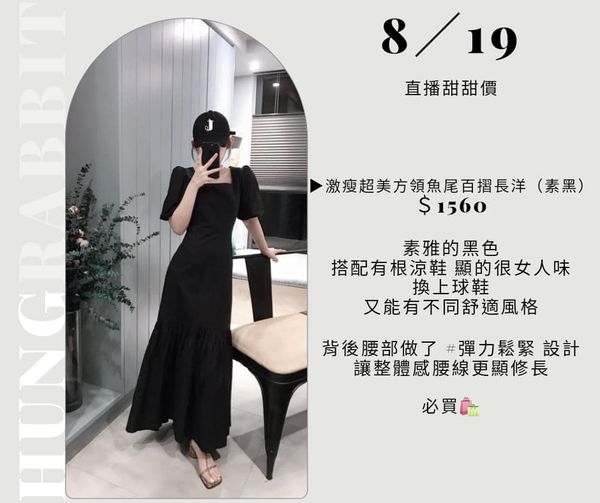 HUNGRABBIT
8/19
直播甜甜價
▶激瘦超美方領魚尾百摺長洋（素黑）
$1560
素雅的黑色
搭配有根涼鞋 顯的很女人味
換上球鞋
又能有不同舒適風格
背後腰部做了 #彈力鬆緊 設計
讓整體感腰線更顯修長
必買🛍️